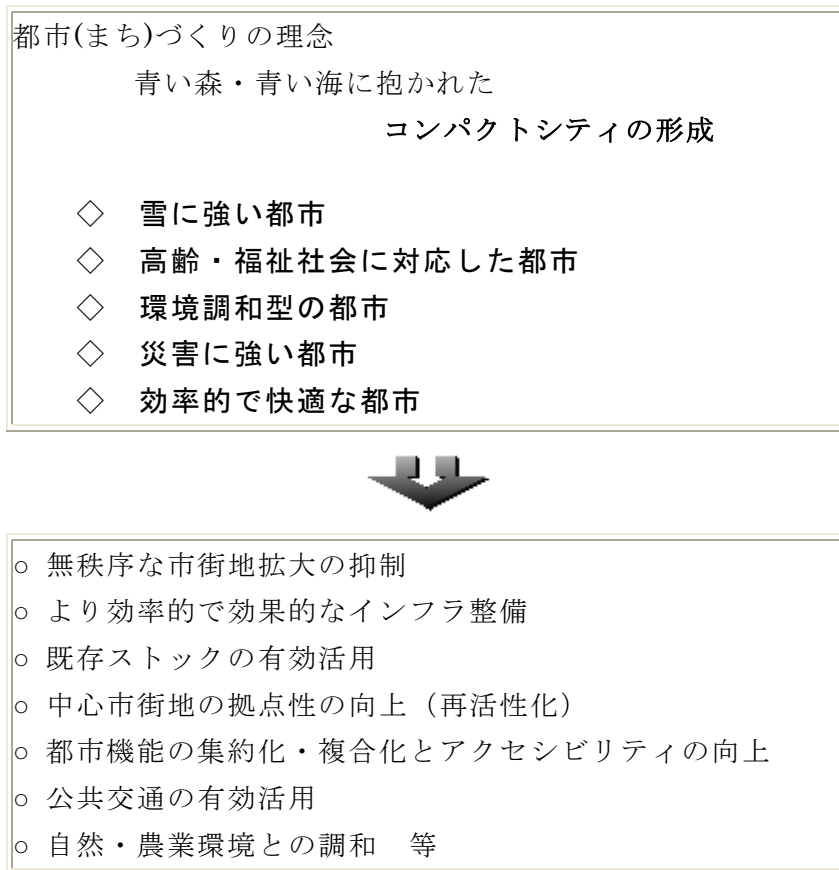 都市(まち)づくりの理念
青い森・青い海に抱かれた
コンパクトシティの形成
◇ 雪に強い都市
◇ 高齢・福祉社会に対応した都市
◇ 環境調和型の都市
◇ 災害に強い都市
◇ 効率的で快適な都市
○ 無秩序な市街地拡大の抑制
○ より効率的で効果的なインフラ整備
○ 既存ストックの有効活用
○ 中心市街地の拠点性の向上（再活性化）
○ 都市機能の集約化・複合化とアクセシビリティの向上
○ 公共交通の有効活用
○ 自然・農業環境との調和　等